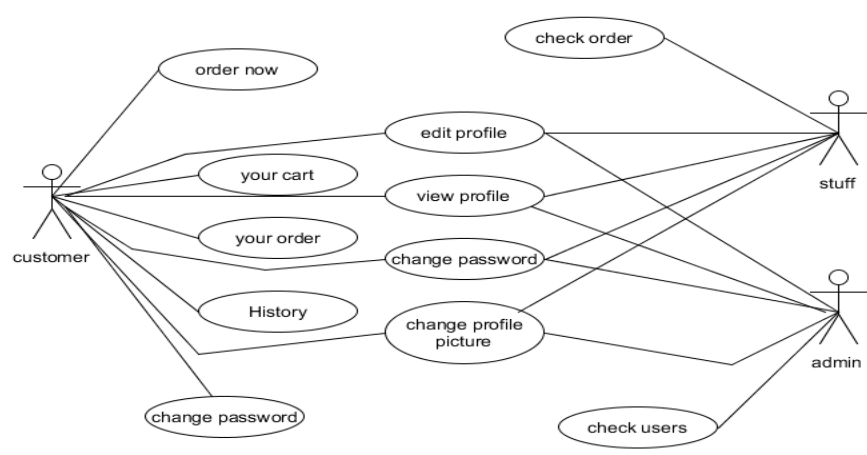 check order
order now
edit profile
your cart
stuff
view profile
your order
customer
change password
History
change profile
picture
admin
change password
check users